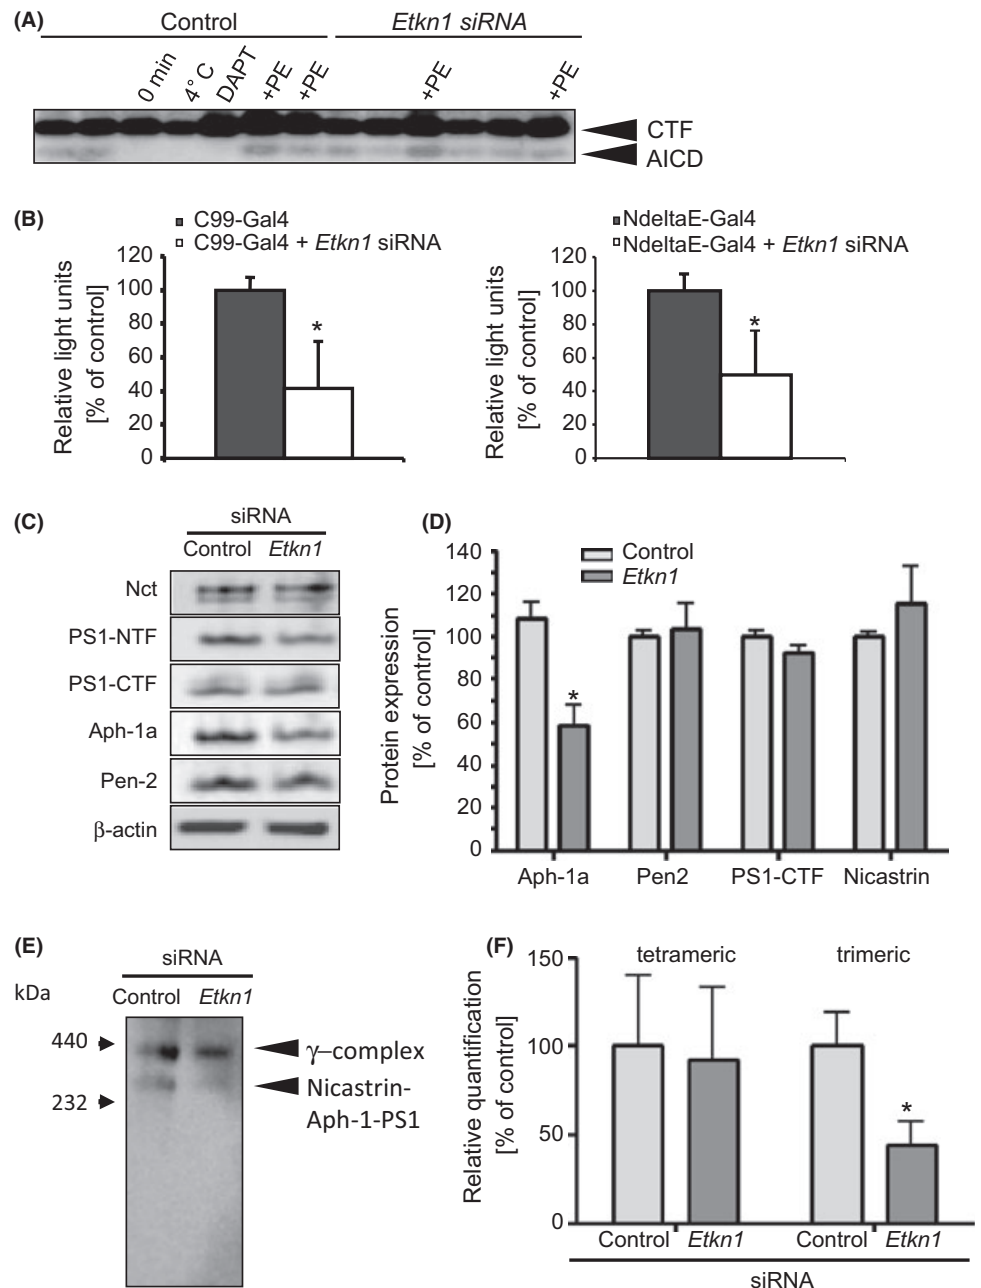 (A)
Control
Etkn1 siRNA
0 min
4° C
DAPT
+PE
+PE
+PE
+PE
CTF
AICD
(B)
C99-Gal4
C99-Gal4 + Etkn1 siRNA
Relative light units
[% of control]
120
100
80
60
40
20
0
*
NdeltaE-Gal4
NdeltaE-Gal4 + Etkn1 siRNA
Relative light units
[% of control]
120
100
80
60
40
20
0
*
(C)
siRNA
Control Etkn1
Nct
PS1-NTF
PS1-CTF
Aph-1a
Pen-2
β-actin
(D)
Control
Etkn1
Protein expression
[% of control]
140
120
100
80
60
40
20
0
*
Aph-1a Pen2 PS1-CTF Nicastrin
(E)
siRNA
kDa
Control Etkn1
440
232
γ–complex
Nicastrin-
Aph-1-PS1
(F)
tetrameric trimeric
Relative quantification
[% of control]
150
100
50
0
*
Control Etkn1 Control Etkn1
siRNA